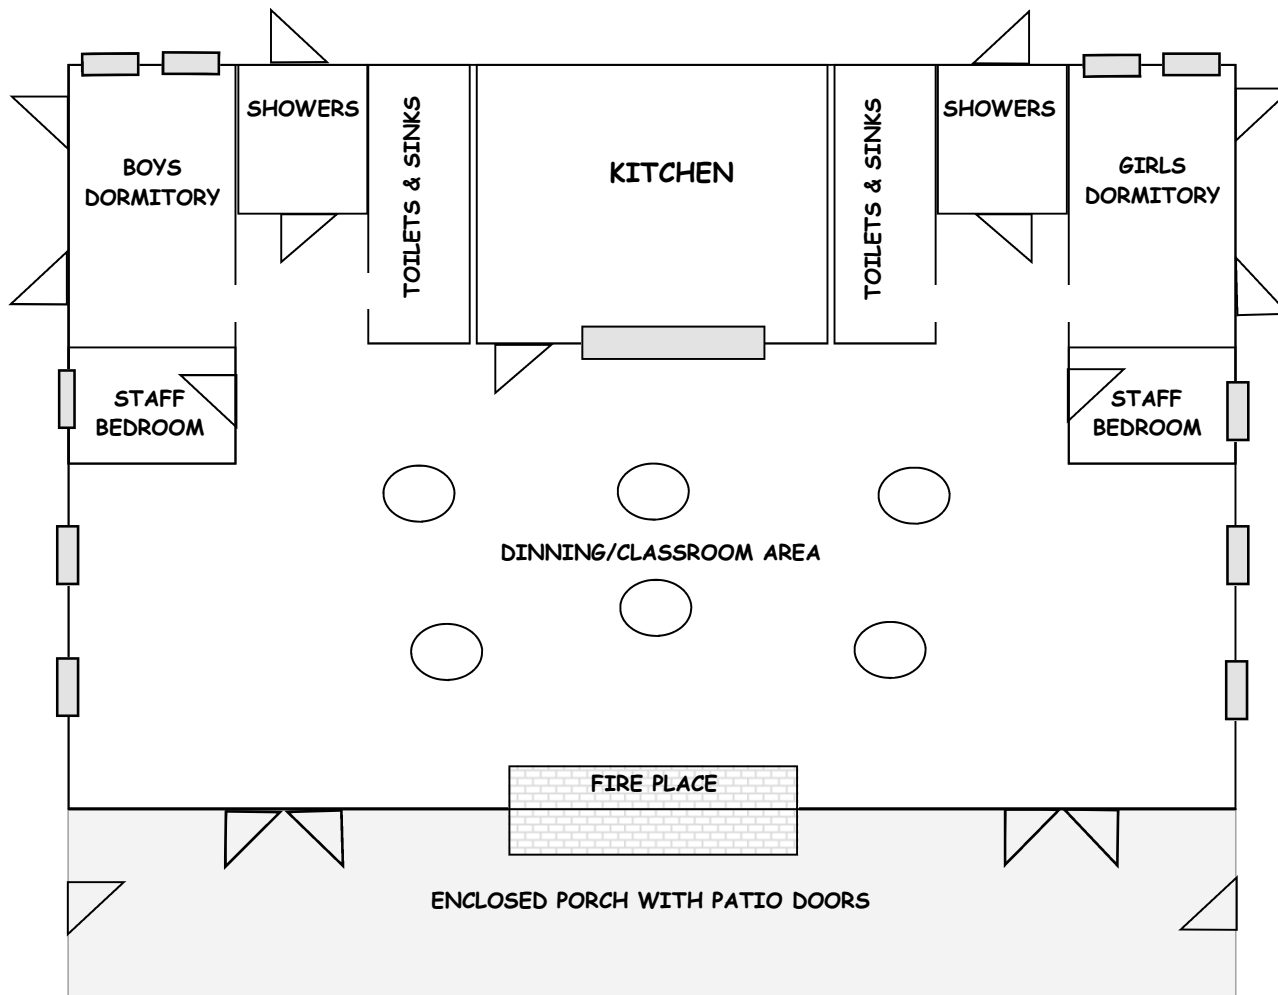 SHOWERS
TOILETS & SINKS
KITCHEN
TOILETS & SINKS
SHOWERS
BOYS
DORMITORY
GIRLS
DORMITORY
STAFF
BEDROOM
STAFF
BEDROOM
DINNING/CLASSROOM AREA
FIRE PLACE
ENCLOSED PORCH WITH PATIO DOORS